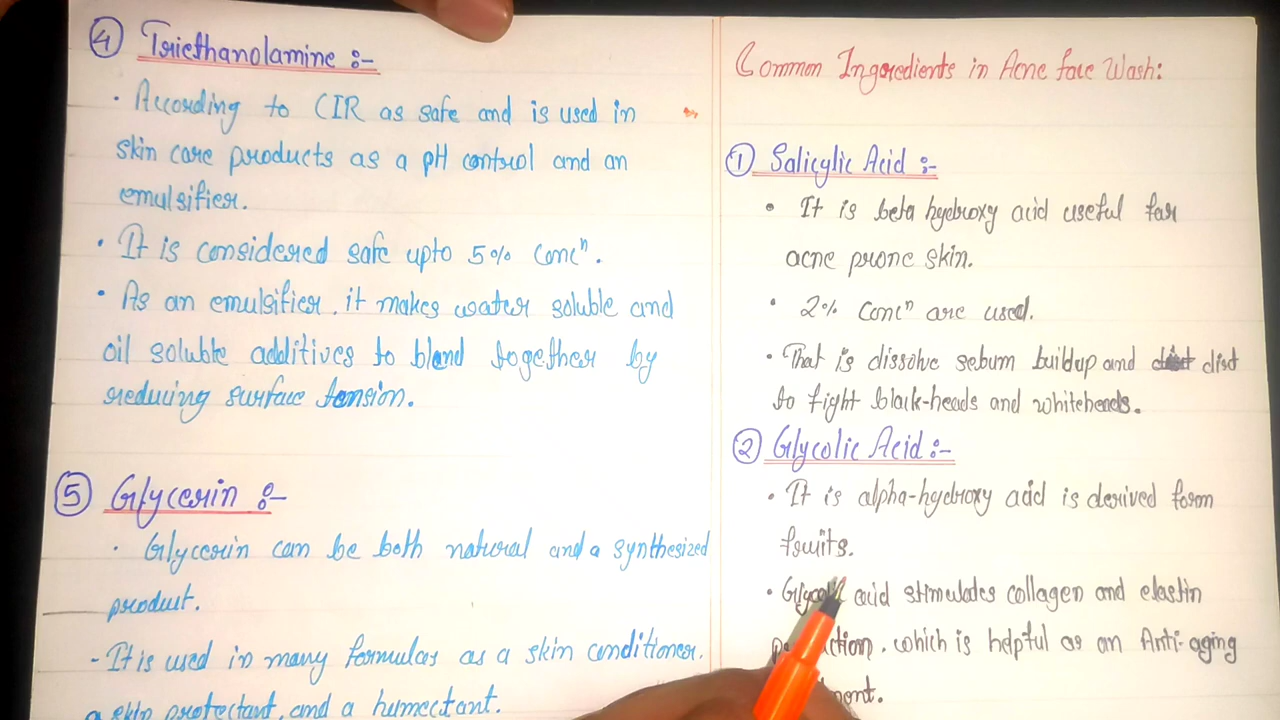 ④ Triethanolamine :-
· According to CIR as safe and is used in
skin care products as a pH control and an
emulsifier.
· It is considered safe upto 5% Concⁿ.
· As an emulsifier, it makes water soluble and
oil soluble additives to blend together by
reducing surface tension.
⑤ Glycerin :-
· Glycerin can be both natural and a synthesized
product.
- It is used in many formulas as a skin conditioner.
a skin protectant, and a humectant.
Common Ingredients in Acne face Wash:
① Salicylic Acid :-
• It is beta hydroxy acid useful for
acne prone skin.
· 2% Concⁿ are used.
· That is dissolve sebum buildup and dist
to fight black-heads and whiteheads.
② Glycolic Acid :-
· It is alpha-hydroxy acid is derived form
fruits.
· acid stimulates collagen and elastin
which is helpful as an Anti-aging